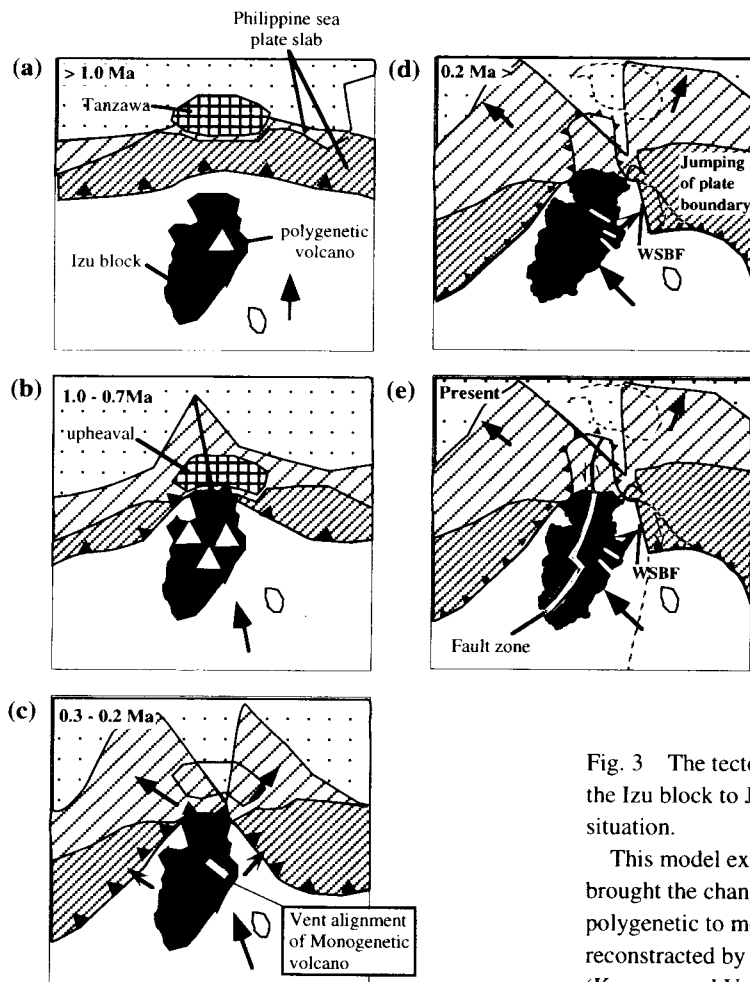 Philippine sea
plate slab
(a)
> 1.0 Ma
Tanzawa
Izu block
polygenetic
volcano
(b)
1.0 - 0.7Ma
upheaval
(c)
0.3 - 0.2 Ma
Vent alignment
of Monogenetic
volcano
(d)
0.2 Ma >
Jumping
of plate
boundary
WSBF
(e)
Present
WSBF
Fault zone
Fig. 3 The tecto
the Izu block to J
situation.
This model ex
brought the chan
polygenetic to m
reconstracted by